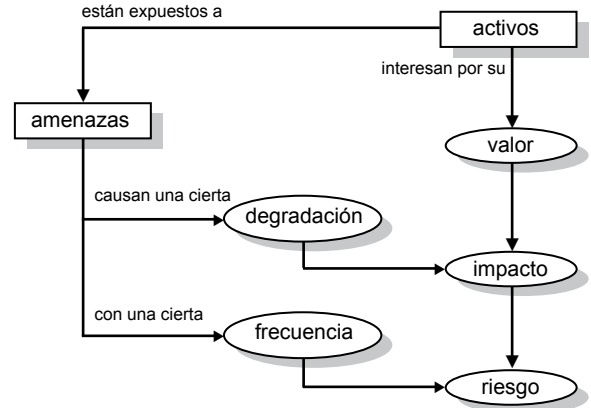 están expuestos a
activos
interesan por su
amenazas
valor
causan una cierta
degradación
impacto
con una cierta
frecuencia
riesgo